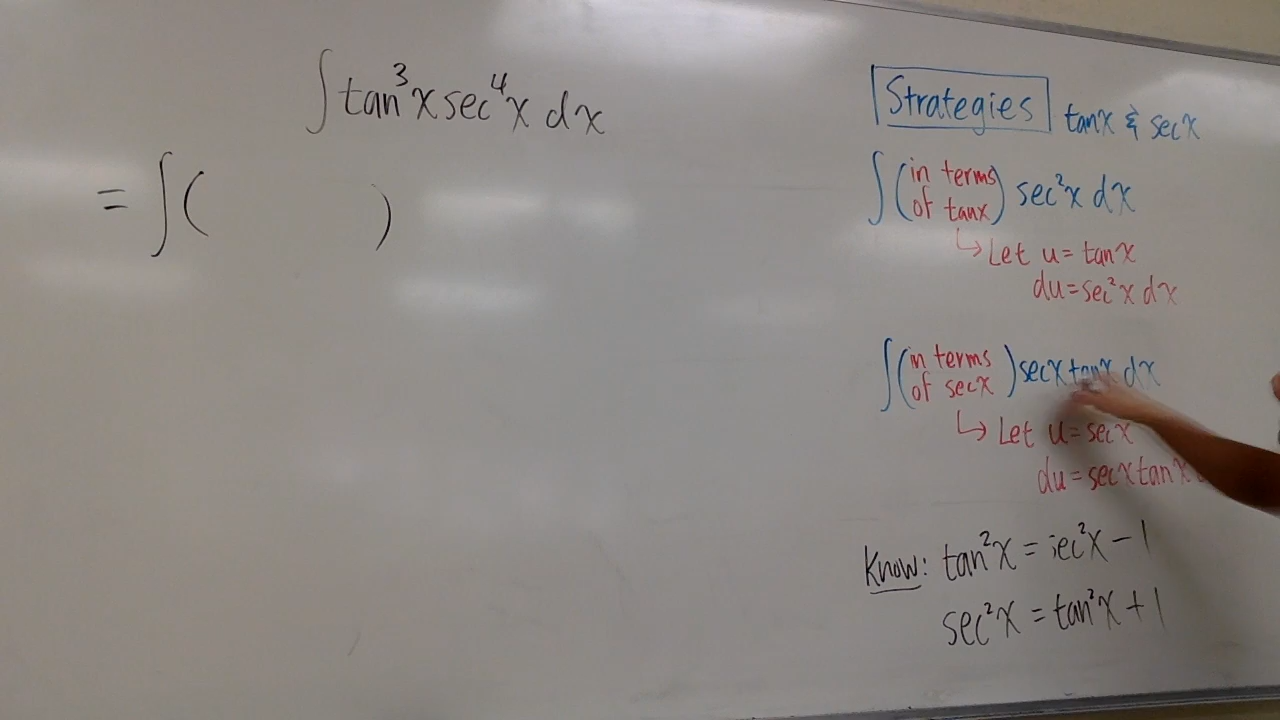 ∫ tan³x sec⁴x dx
= ∫ ( )
Strategies tanx & secx
∫ (in terms of tanx) sec²x dx
↳ Let u = tanx
du = sec²x dx
∫ (in terms of secx) secx tanx dx
↳ Let u = secx
du = secx tanx
Know: tan²x = sec²x − 1
sec²x = tan²x + 1